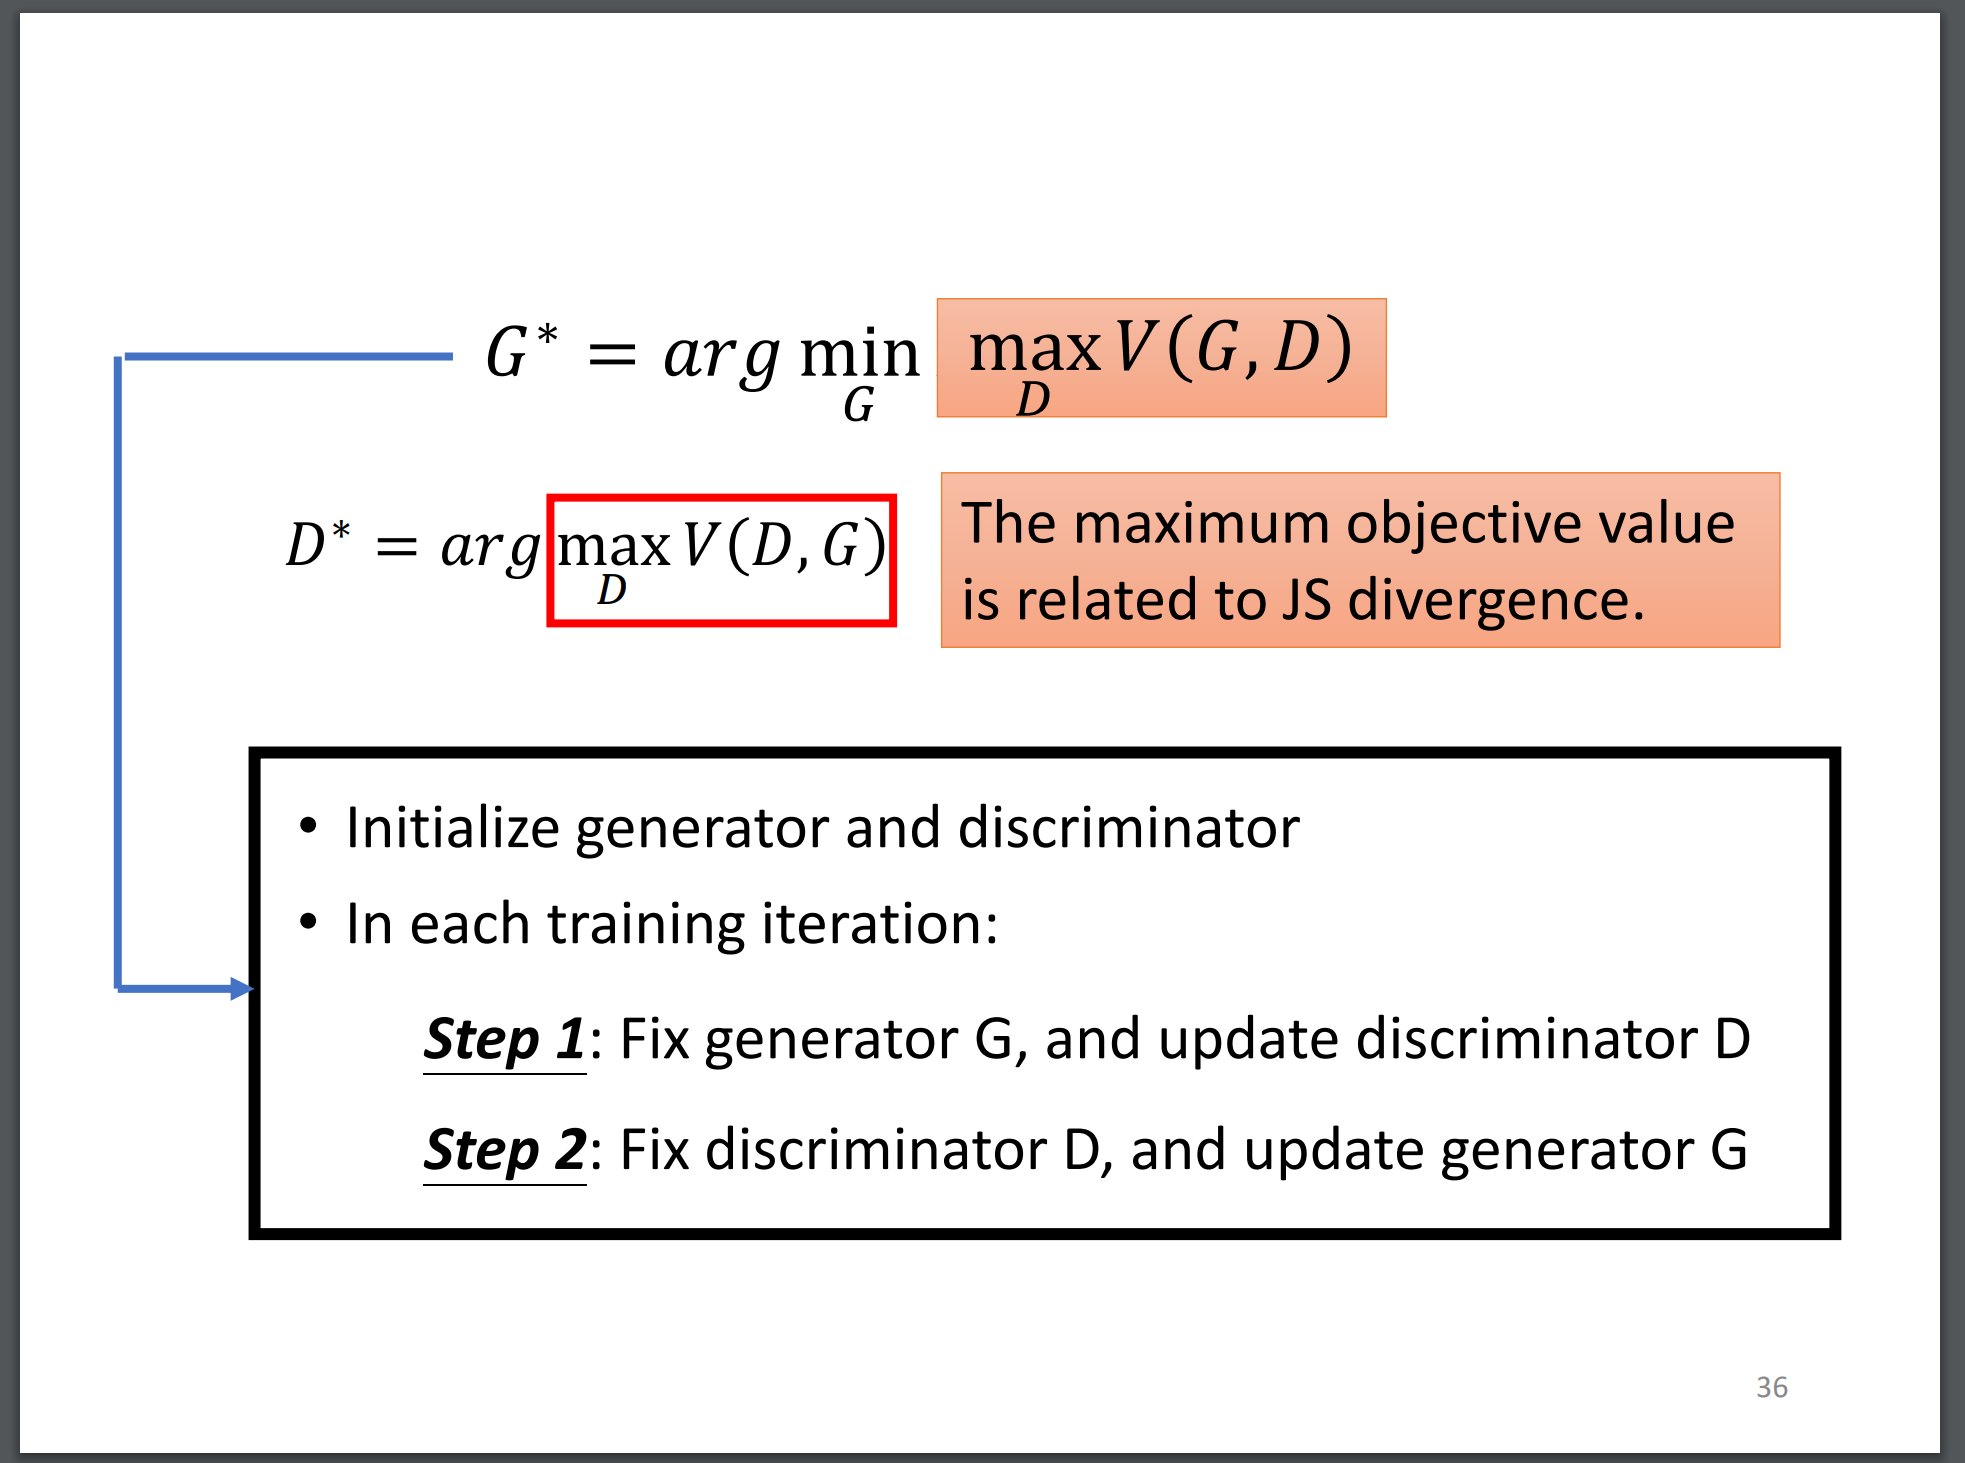 G* = arg min_G max_D V(G, D)
D* = arg max_D V(D, G)
The maximum objective value
is related to JS divergence.
• Initialize generator and discriminator
• In each training iteration:
Step 1: Fix generator G, and update discriminator D
Step 2: Fix discriminator D, and update generator G
36